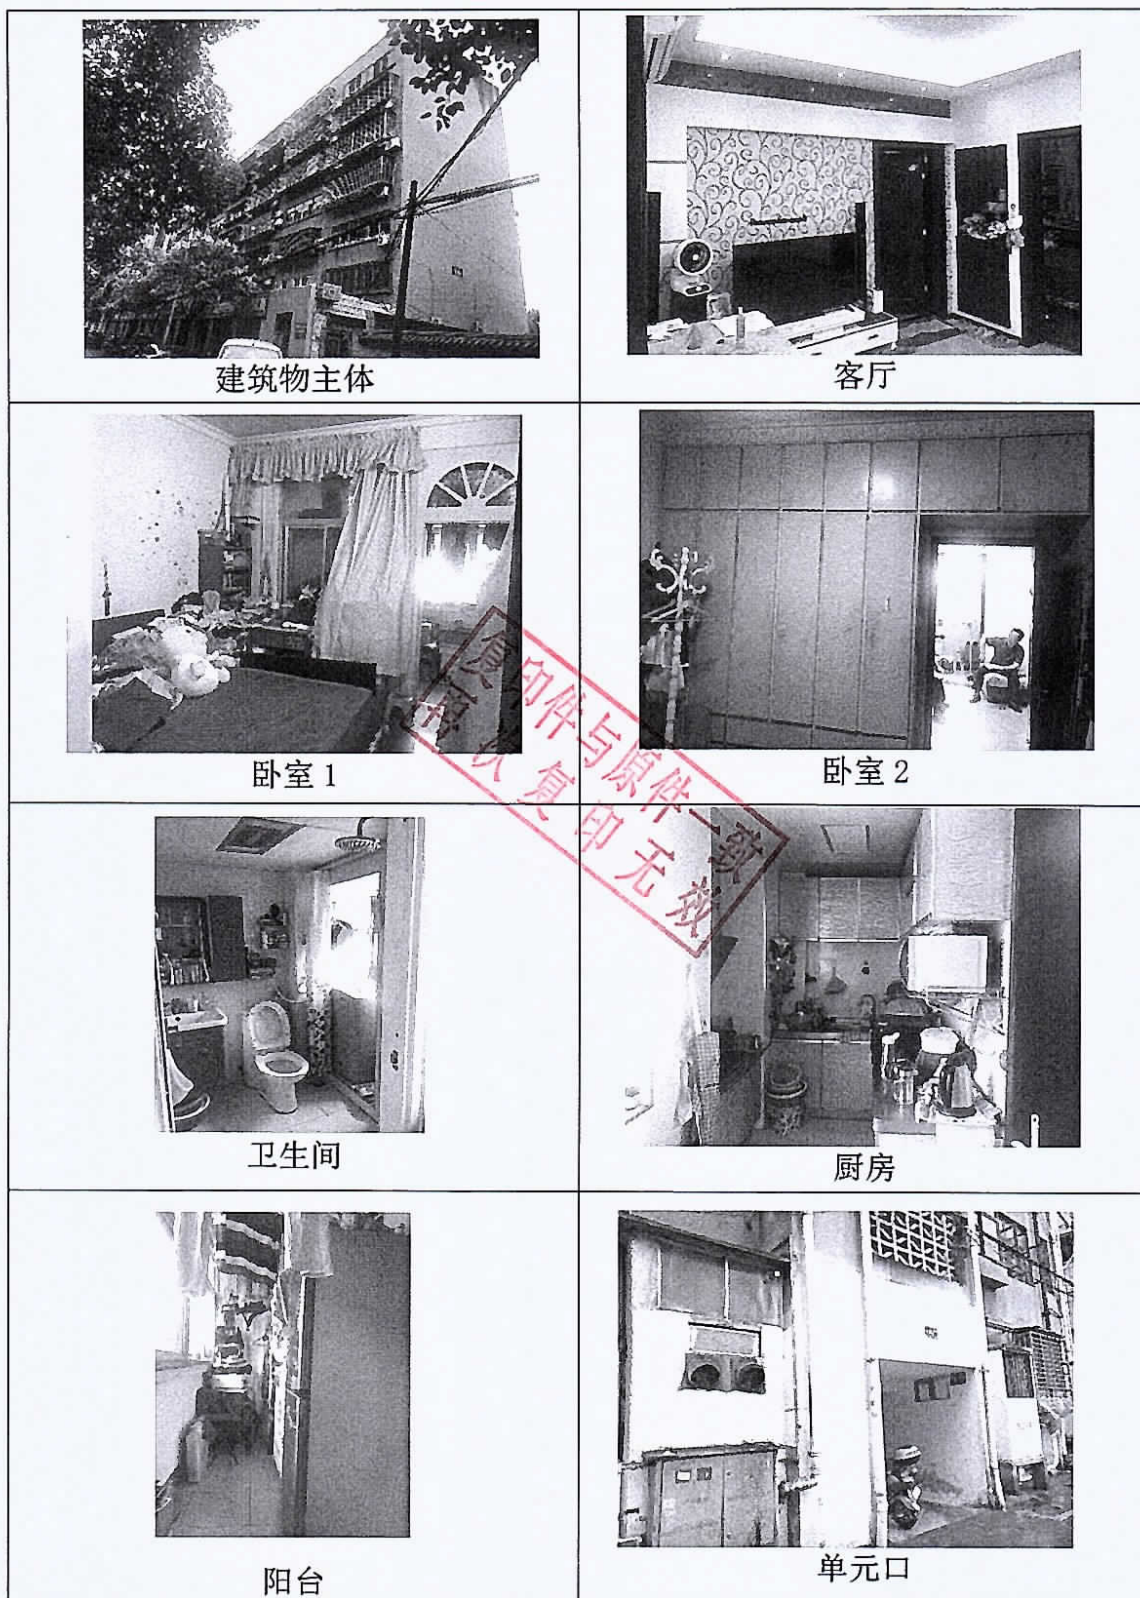 建筑物主体
客厅
卧室 1
卧室 2
复印件与原件一致
再次复印无效
卫生间
厨房
阳台
单元口